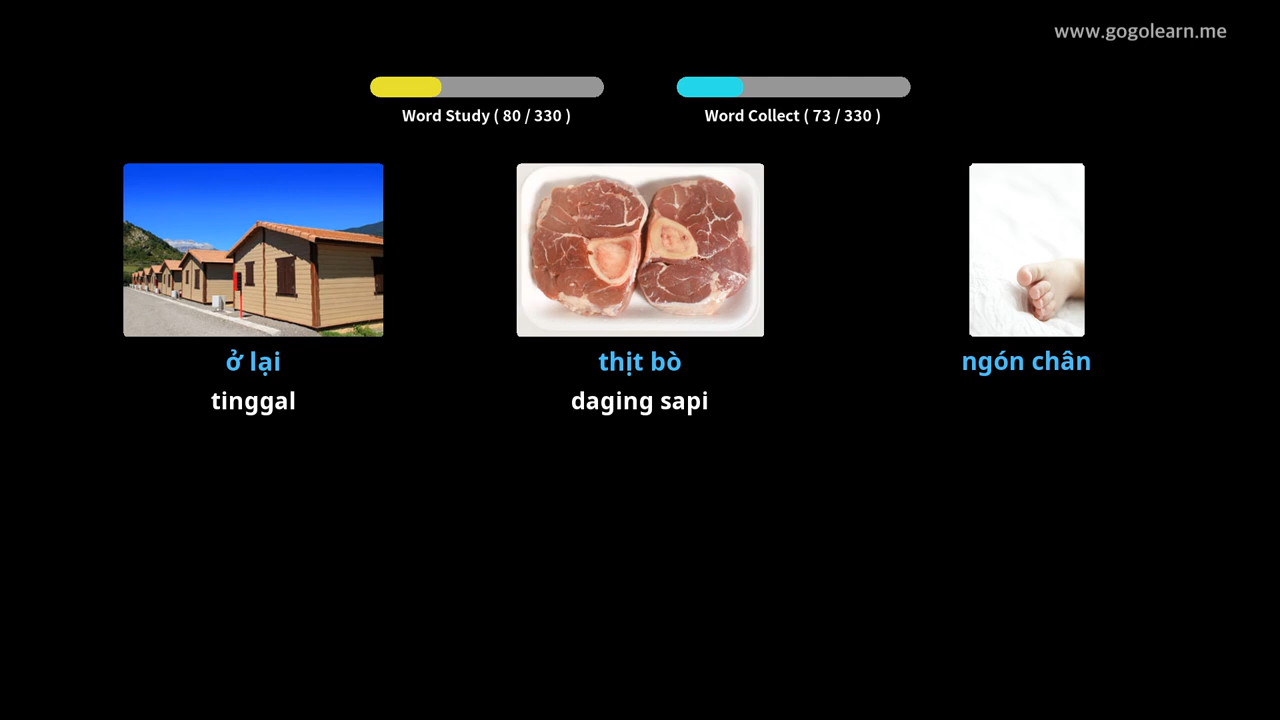 www.gogolearn.me
Word Study ( 80 / 330 )
Word Collect ( 73 / 330 )
ở lại
thịt bò
ngón chân
tinggal
daging sapi